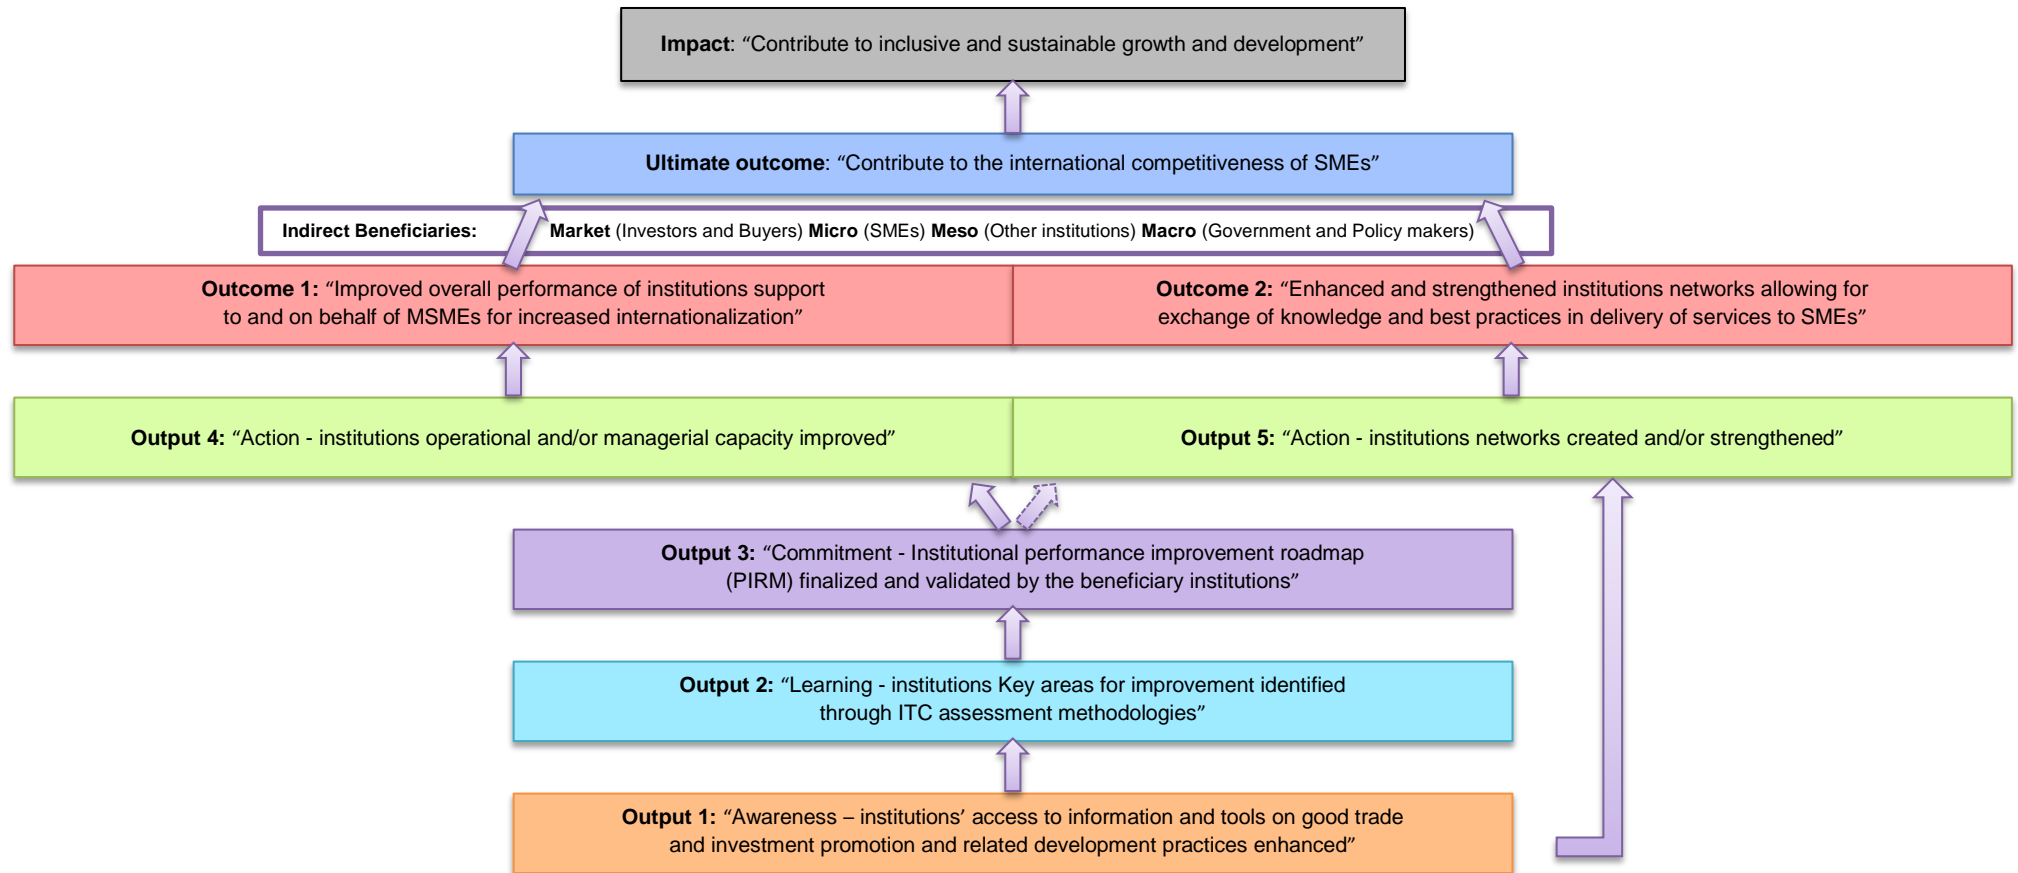 Impact: “Contribute to inclusive and sustainable growth and development”
Ultimate outcome: “Contribute to the international competitiveness of SMEs”
Indirect Beneficiaries: Market (Investors and Buyers) Micro (SMEs) Meso (Other institutions) Macro (Government and Policy makers)
Outcome 1: “Improved overall performance of institutions support
to and on behalf of MSMEs for increased internationalization”
Outcome 2: “Enhanced and strengthened institutions networks allowing for
exchange of knowledge and best practices in delivery of services to SMEs”
Output 4: “Action - institutions operational and/or managerial capacity improved”
Output 5: “Action - institutions networks created and/or strengthened”
Output 3: “Commitment - Institutional performance improvement roadmap
(PIRM) finalized and validated by the beneficiary institutions”
Output 2: “Learning - institutions Key areas for improvement identified
through ITC assessment methodologies”
Output 1: “Awareness – institutions’ access to information and tools on good trade
and investment promotion and related development practices enhanced”